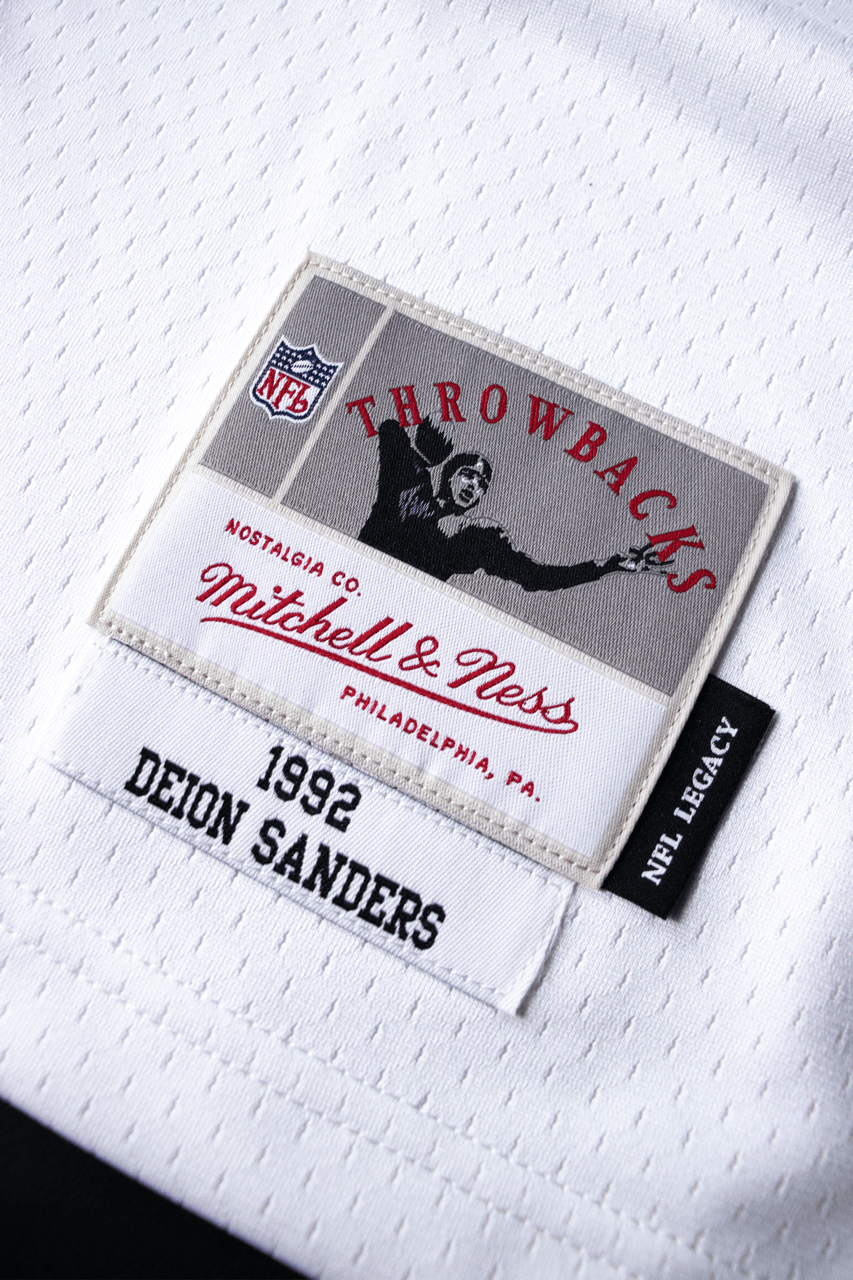 NFL
THROWBACKS
NOSTALGIA CO.
Mitchell & Ness
PHILADELPHIA, PA.
NFL LEGACY
1992
DEION SANDERS